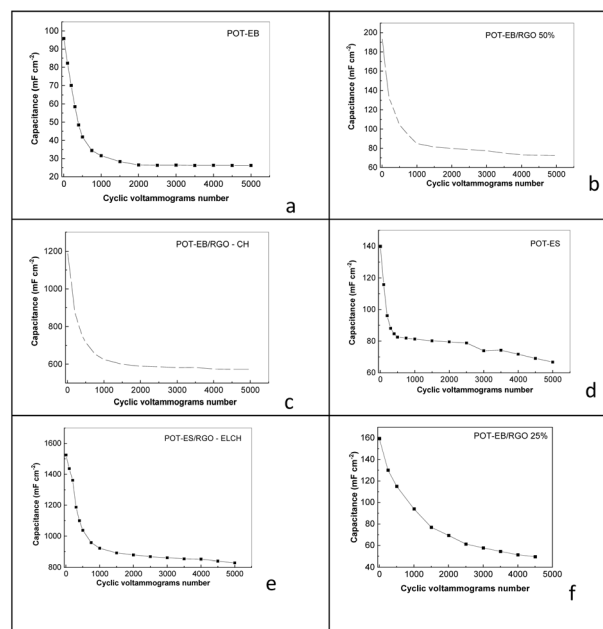 POT-EB
Capacitance (mF cm⁻²)
100
90
80
70
60
50
40
30
20
0 1000 2000 3000 4000 5000
Cyclic voltammograms number
a
POT-EB/RGO 50%
Capacitance (mF cm⁻²)
200
180
160
140
120
100
80
60
0 1000 2000 3000 4000 5000
Cyclic voltammograms number
b
POT-EB/RGO - CH
Capacitance (mF cm⁻²)
1200
1000
800
600
0 1000 2000 3000 4000 5000
Cyclic voltammograms number
c
POT-ES
Capacitance (mF cm⁻²)
140
120
100
80
60
0 1000 2000 3000 4000 5000
Cyclic voltammograms number
d
POT-ES/RGO - ELCH
Capacitance (mF cm⁻²)
1600
1400
1200
1000
800
0 1000 2000 3000 4000 5000
Cyclic voltammograms number
e
POT-EB/RGO 25%
Capacitance (mF cm⁻²)
160
140
120
100
80
60
40
0 1000 2000 3000 4000 5000
Cyclic voltammograms number
f